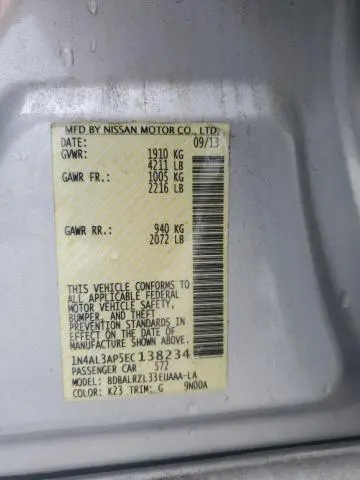 MFD BY NISSAN MOTOR CO., LTD.
DATE: 09/13
GVWR: 1910 KG
4211 LB
GAWR FR.: 1005 KG
2216 LB
GAWR RR.: 940 KG
2072 LB
THIS VEHICLE CONFORMS TO
ALL APPLICABLE FEDERAL
MOTOR VEHICLE SAFETY,
BUMPER, AND THEFT
PREVENTION STANDARDS
IN EFFECT ON THE DATE OF
MANUFACTURE SHOWN ABOVE.
1N4AL3AP5EC138234
PASSENGER CAR 572
MODEL: BDBALRZL33EUAAA-LA
COLOR: K23 TRIM: G 9N00A